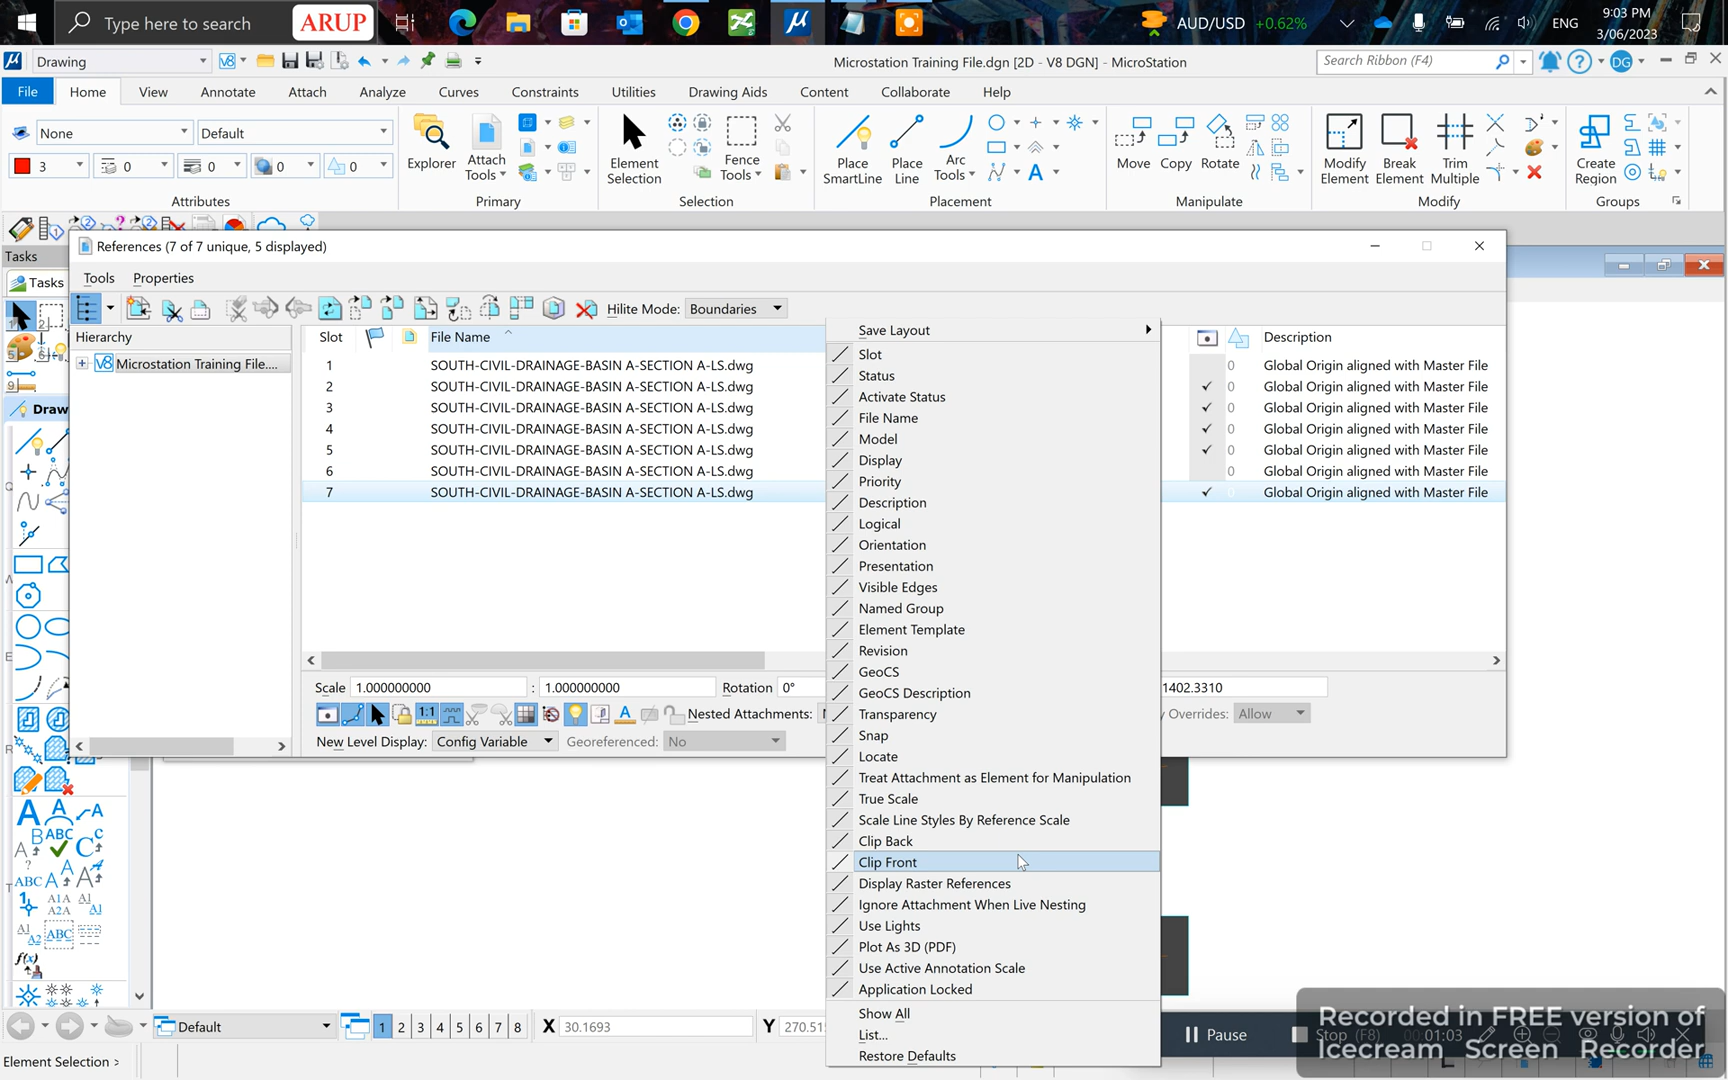 Type here to search
ARUP
AUD/USD +0.62%
ENG
9:03 PM
3/06/2023
Drawing
Microstation Training File.dgn [2D - V8 DGN] - MicroStation
Search Ribbon (F4)
DG
File Home View Annotate Attach Analyze Curves Constraints Utilities Drawing Aids Content Collaborate Help
None Default
3 0 0 0 0
Explorer Attach Tools
Element Selection Fence Tools
Place SmartLine Place Line Arc Tools
Move Copy Rotate
Modify Element Break Element Trim Multiple
Create Region
Attributes Primary Selection Placement Manipulate Modify Groups
Tasks
Tasks
Draw
References (7 of 7 unique, 5 displayed)
Tools Properties
Hilite Mode: Boundaries
Hierarchy
Microstation Training File....
Slot File Name Description
1 SOUTH-CIVIL-DRAINAGE-BASIN A-SECTION A-LS.dwg 0 Global Origin aligned with Master File
2 SOUTH-CIVIL-DRAINAGE-BASIN A-SECTION A-LS.dwg ✓ 0 Global Origin aligned with Master File
3 SOUTH-CIVIL-DRAINAGE-BASIN A-SECTION A-LS.dwg ✓ 0 Global Origin aligned with Master File
4 SOUTH-CIVIL-DRAINAGE-BASIN A-SECTION A-LS.dwg ✓ 0 Global Origin aligned with Master File
5 SOUTH-CIVIL-DRAINAGE-BASIN A-SECTION A-LS.dwg ✓ 0 Global Origin aligned with Master File
6 SOUTH-CIVIL-DRAINAGE-BASIN A-SECTION A-LS.dwg 0 Global Origin aligned with Master File
7 SOUTH-CIVIL-DRAINAGE-BASIN A-SECTION A-LS.dwg ✓ 0 Global Origin aligned with Master File
Save Layout
Slot
Status
Activate Status
File Name
Model
Display
Priority
Description
Logical
Orientation
Presentation
Visible Edges
Named Group
Element Template
Revision
GeoCS
GeoCS Description
Transparency
Snap
Locate
Treat Attachment as Element for Manipulation
True Scale
Scale Line Styles By Reference Scale
Clip Back
Clip Front
Display Raster References
Ignore Attachment When Live Nesting
Use Lights
Plot As 3D (PDF)
Use Active Annotation Scale
Application Locked
Show All
List...
Restore Defaults
Scale 1.000000000 : 1.000000000 Rotation 0° 1402.3310
1:1 Nested Attachments: Overrides: Allow
New Level Display: Config Variable Georeferenced: No
Default
1 2 3 4 5 6 7 8
X 30.1693 Y 270.51
Element Selection >
Pause Stop (F8) 00:01:03
Recorded in FREE version of
Icecream Screen Recorder